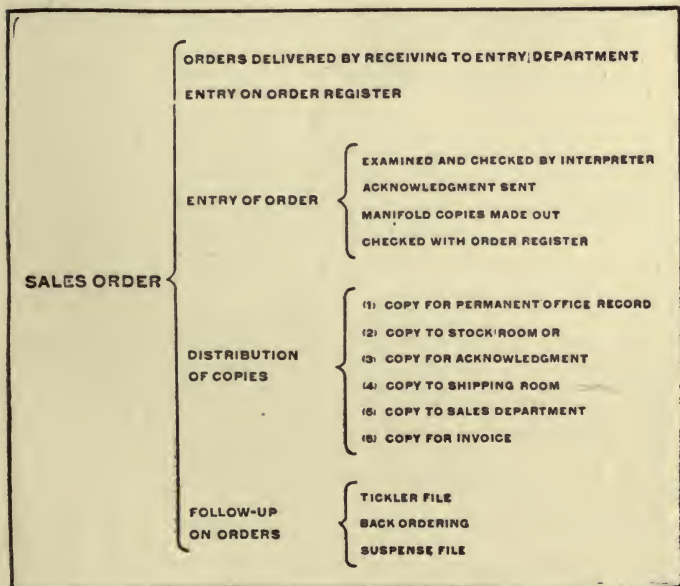 ORDERS DELIVERED BY RECEIVING TO ENTRY DEPARTMENT
ENTRY ON ORDER REGISTER
ENTRY OF ORDER
EXAMINED AND CHECKED BY INTERPRETER
ACKNOWLEDGMENT SENT
MANIFOLD COPIES MADE OUT
CHECKED WITH ORDER REGISTER
SALES ORDER
DISTRIBUTION
OF COPIES
(1) COPY FOR PERMANENT OFFICE RECORD
(2) COPY TO STOCK ROOM OR
(3) COPY FOR ACKNOWLEDGMENT
(4) COPY TO SHIPPING ROOM
(5) COPY TO SALES DEPARTMENT
(6) COPY FOR INVOICE
FOLLOW-UP
ON ORDERS
TICKLER FILE
BACK ORDERING
SUSPENSE FILE